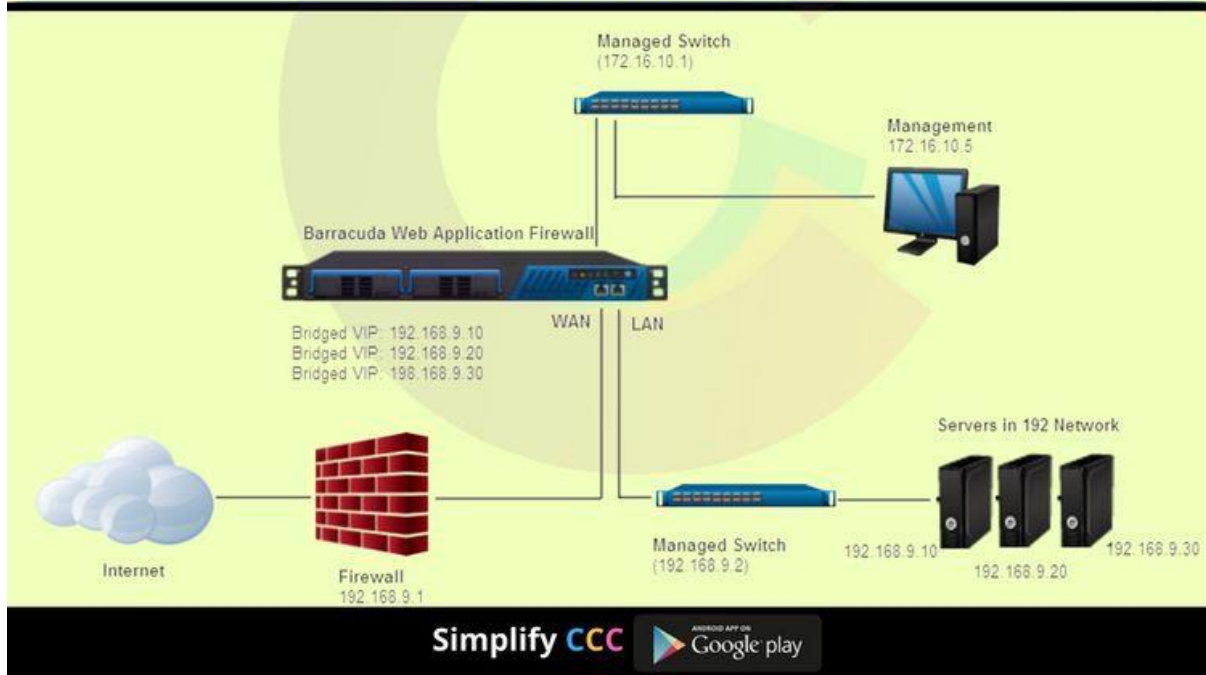 Managed Switch
(172.16.10.1)
Management
172.16.10.5
Barracuda Web Application Firewall
WAN
LAN
Bridged VIP: 192.168.9.10
Bridged VIP: 192.168.9.20
Bridged VIP: 198.168.9.30
Servers in 192 Network
Internet
Firewall
192.168.9.1
Managed Switch
(192.168.9.2)
192.168.9.10
192.168.9.20
192.168.9.30
Simplify CCC
ANDROID APP ON
Google play